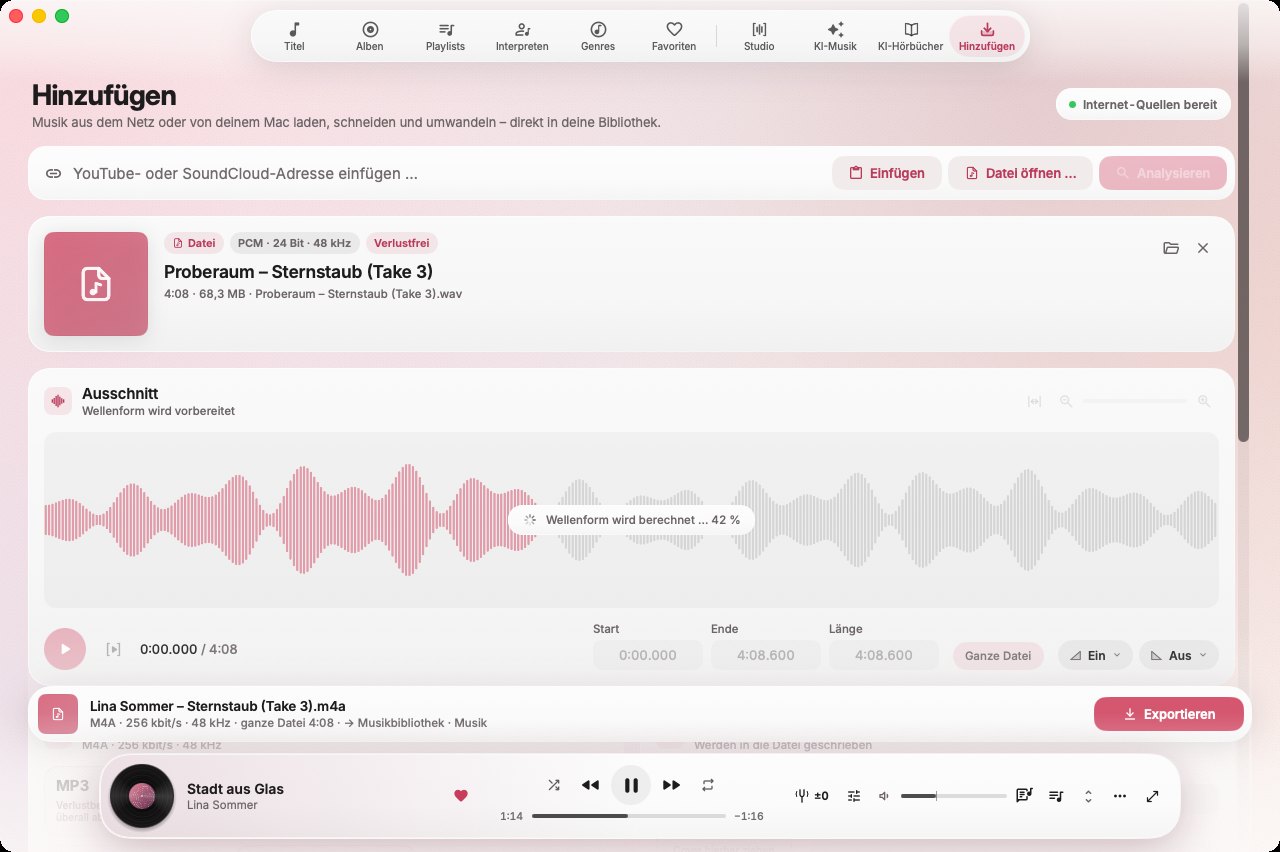 Titel
Alben
Playlists
Interpreten
Genres
Favoriten
Studio
KI-Musik
KI-Hörbücher
Hinzufügen
Hinzufügen
Musik aus dem Netz oder von deinem Mac laden, schneiden und umwandeln – direkt in deine Bibliothek.
Internet-Quellen bereit
YouTube- oder SoundCloud-Adresse einfügen ...
Einfügen
Datei öffnen ...
Analysieren
Datei
PCM · 24 Bit · 48 kHz
Verlustfrei
Proberaum – Sternstaub (Take 3)
4:08 · 68,3 MB · Proberaum – Sternstaub (Take 3).wav
Ausschnitt
Wellenform wird vorbereitet
Wellenform wird berechnet ... 42 %
0:00.000 / 4:08
Start
0:00.000
Ende
4:08.600
Länge
4:08.600
Ganze Datei
Ein
Aus
Lina Sommer – Sternstaub (Take 3).m4a
M4A · 256 kbit/s · 48 kHz · ganze Datei 4:08 · → Musikbibliothek · Musik
Exportieren
M4A · 256 kbit/s · 48 kHz
Werden in die Datei geschrieben
MP3
Stadt aus Glas
Lina Sommer
1:14
−1:16
±0